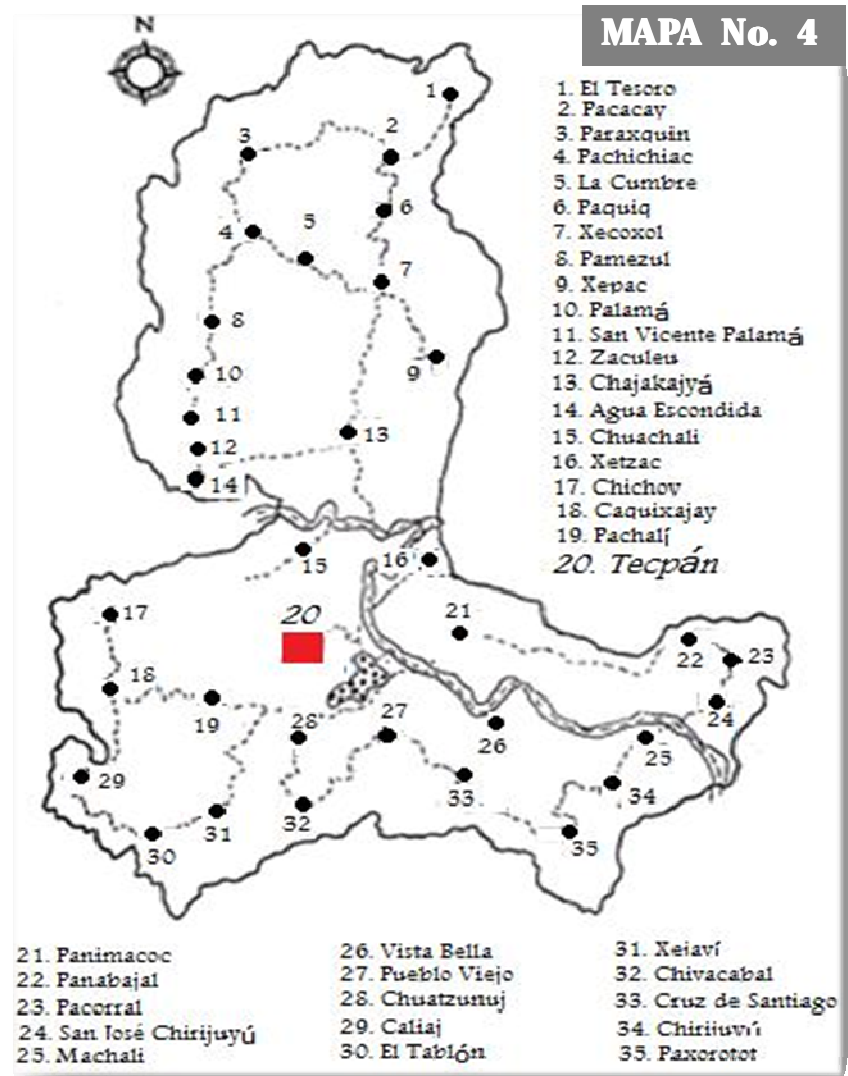 MAPA No. 4
N
1. El Tesoro
2. Pacacay
3. Paraxquin
4. Pachichiac
5. La Cumbre
6. Paquiq
7. Xecoxol
8. Pamezul
9. Xepac
10. Palamá
11. San Vicente Palamá
12. Zaculeu
13. Chajakajyá
14. Agua Escondida
15. Chuachali
16. Xetzac
17. Chichoy
18. Caquixajay
19. Pachalí
20. Tecpán
1
2
3
4
5
6
7
8
9
10
11
12
13
14
15
16
17
18
19
20
21
22
23
24
25
26
27
28
29
30
31
32
33
34
35
21. Panimacoc
22. Panabajal
23. Pacorral
24. San José Chirijuyú
25. Machali
26. Vista Bella
27. Pueblo Viejo
28. Chuatzunuj
29. Caliaj
30. El Tablón
31. Xejaví
32. Chivacabal
33. Cruz de Santiago
34. Chirijuyú
35. Paxorotot